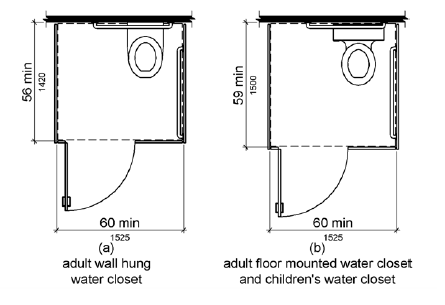 56 min
1420
60 min
1525
(a)
adult wall hung
water closet
59 min
1500
60 min
1525
(b)
adult floor mounted water closet
and children's water closet